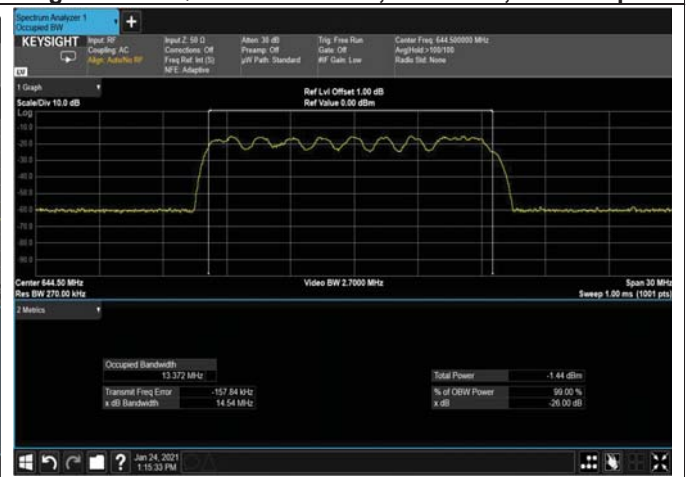 Spectrum Analyzer 1
Occupied BW
KEYSIGHT
Input: RF
Coupling: AC
Align: Auto/No RF
Input Z: 50 Ω
Corrections: Off
Freq Ref: Int (S)
NFE: Adaptive
Atten: 30 dB
Preamp: Off
µW Path: Standard
Trig: Free Run
Gate: Off
#IF Gain: Low
Center Freq: 644.500000 MHz
Avg|Hold:>100/100
Radio Std: None
1 Graph
Scale/Div 10.0 dB
Ref Lvl Offset 1.00 dB
Ref Value 0.00 dBm
Log
-10.0
-20.0
-30.0
-40.0
-50.0
-60.0
-70.0
-80.0
-90.0
Center 644.50 MHz
Res BW 270.00 kHz
Video BW 2.7000 MHz
Span 30 MHz
Sweep 1.00 ms (1001 pts)
2 Metrics
Occupied Bandwidth
13.372 MHz
Transmit Freq Error -157.84 kHz
x dB Bandwidth 14.54 MHz
Total Power -1.44 dBm
% of OBW Power 99.00 %
x dB -26.00 dB
Jan 24, 2021
1:15:33 PM